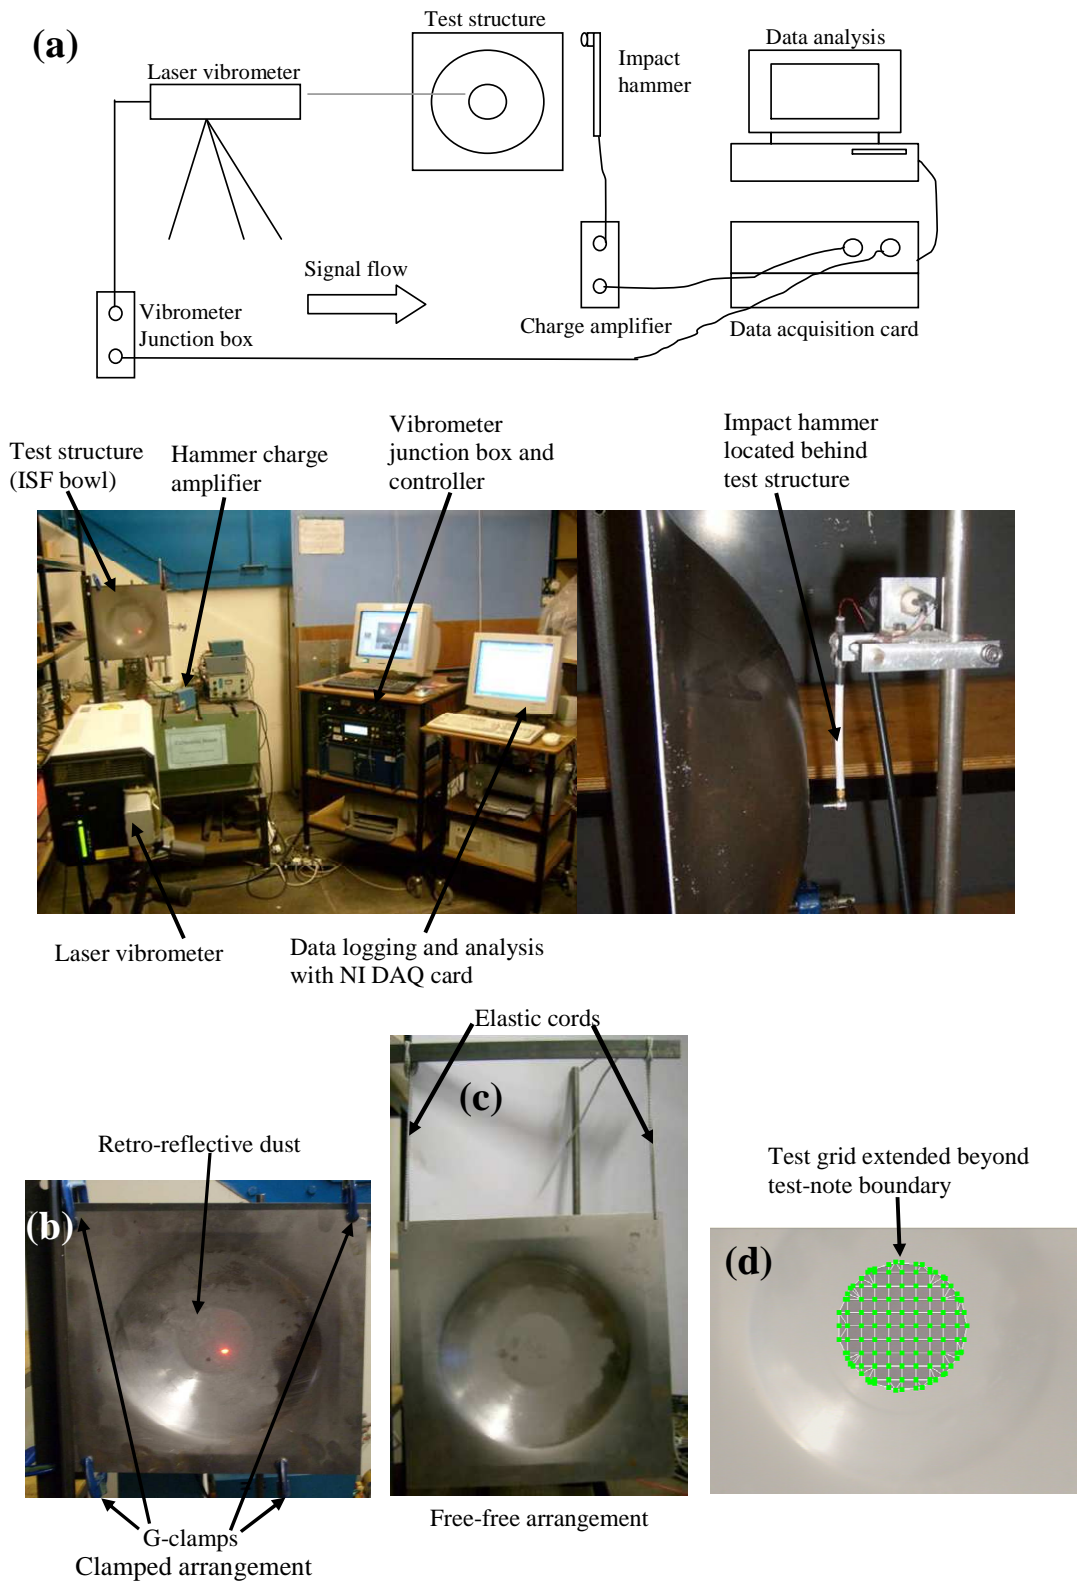 (a)
Test structure
Laser vibrometer
Impact
hammer
Data analysis
Signal flow
Vibrometer
Junction box
Charge amplifier
Data acquisition card
Test structure
(ISF bowl)
Hammer charge
amplifier
Vibrometer
junction box and
controller
Impact hammer
located behind
test structure
Laser vibrometer
Data logging and analysis
with NI DAQ card
Elastic cords
(c)
Retro-reflective dust
(b)
Test grid extended beyond
test-note boundary
(d)
G-clamps
Clamped arrangement
Free-free arrangement